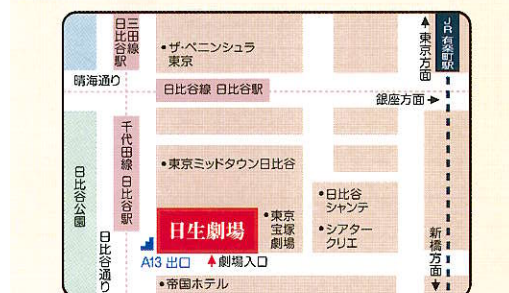 三田線
日比谷駅
・ザ・ペニンシュラ
東京
東京方面
JR有楽町駅
晴海通り
日比谷線 日比谷駅
銀座方面
千代田線 日比谷駅
・東京ミッドタウン日比谷
日比谷公園
日生劇場
・東京
宝塚
劇場
・日比谷
シャンテ
・シアター
クリエ
日比谷通り
A13 出口
劇場入口
新橋方面
・帝国ホテル